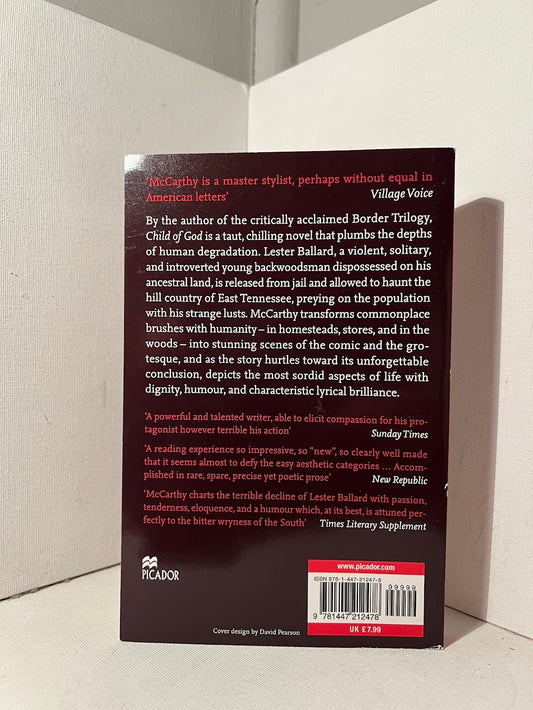 'McCarthy is a master stylist, perhaps without equal in
American letters'
Village Voice
By the author of the critically acclaimed Border Trilogy,
Child of God is a taut, chilling novel that plumbs the depths
of human degradation. Lester Ballard, a violent, solitary,
and introverted young backwoodsman dispossessed on his
ancestral land, is released from jail and allowed to haunt the
hill country of East Tennessee, preying on the population
with his strange lusts. McCarthy transforms commonplace
brushes with humanity – in homesteads, stores, and in the
woods – into stunning scenes of the comic and the gro-
tesque, and as the story hurtles toward its unforgettable
conclusion, depicts the most sordid aspects of life with
dignity, humour, and characteristic lyrical brilliance.
'A powerful and talented writer, able to elicit compassion for his pro-
tagonist however terrible his action'
Sunday Times
'A reading experience so impressive, so "new", so clearly well made
that it seems almost to defy the easy aesthetic categories ... Accom-
plished in rare, spare, precise yet poetic prose'
New Republic
'McCarthy charts the terrible decline of Lester Ballard with passion,
tenderness, eloquence, and a humour which, at its best, is attuned per-
fectly to the bitter wryness of the South'
Times Literary Supplement
PICADOR
www.picador.com
ISBN 978-1-447-21247-8
99999
9 781447 212478
UK £7.99
Cover design by David Pearson